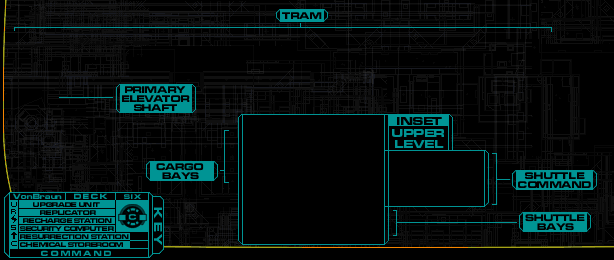 TRAM
PRIMARY
ELEVATOR
SHAFT
INSET
UPPER
LEVEL
CARGO
BAYS
SHUTTLE
COMMAND
SHUTTLE
BAYS
VonBraun DECK SIX
UPGRADE UNIT
REPLICATOR
RECHARGE STATION
SECURITY COMPUTER
RESURRECTION STATION
CHEMICAL STOREROOM
COMMAND
KEY